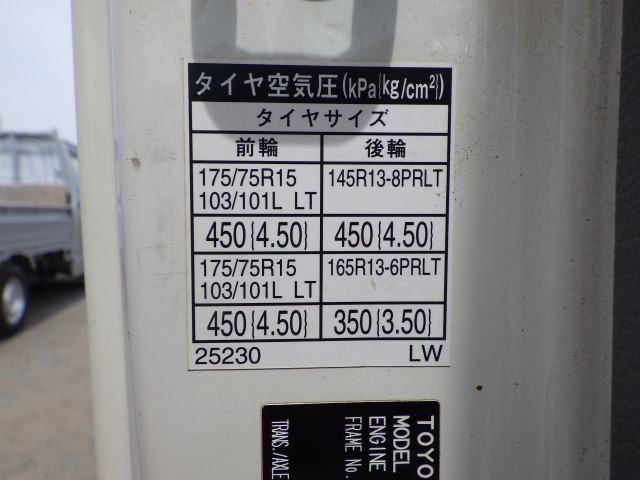 タイヤ空気圧(kPa{kg/cm²})
タイヤサイズ
前輪 後輪
175/75R15 145R13-8PRLT
103/101L LT
450{4.50} 450{4.50}
175/75R15 165R13-6PRLT
103/101L LT
450{4.50} 350{3.50}
25230 LW
TOYO
MODEL
ENGINE
FRAME No.
TRANS./AXLE